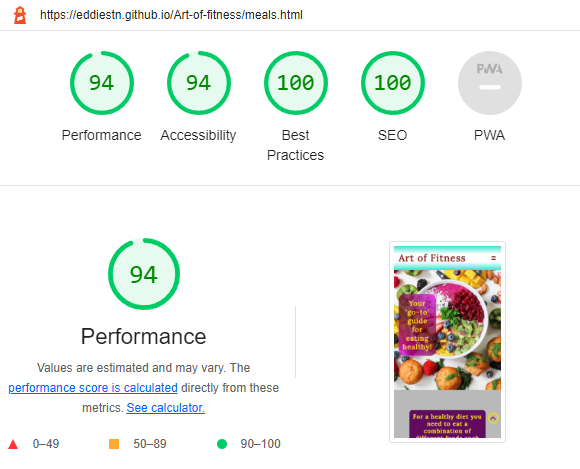 https://eddiestn.github.io/Art-of-fitness/meals.html
94
94
100
100
PWA
Performance
Accessibility
Best
Practices
SEO
PWA
94
Performance
Values are estimated and may vary. The
performance score is calculated directly from these
metrics. See calculator.
0–49
50–89
90–100
Art of Fitness
Your
'go-to'
guide
for
eating
healthy!
For a healthy diet you
need to eat a
combination of
different foods such